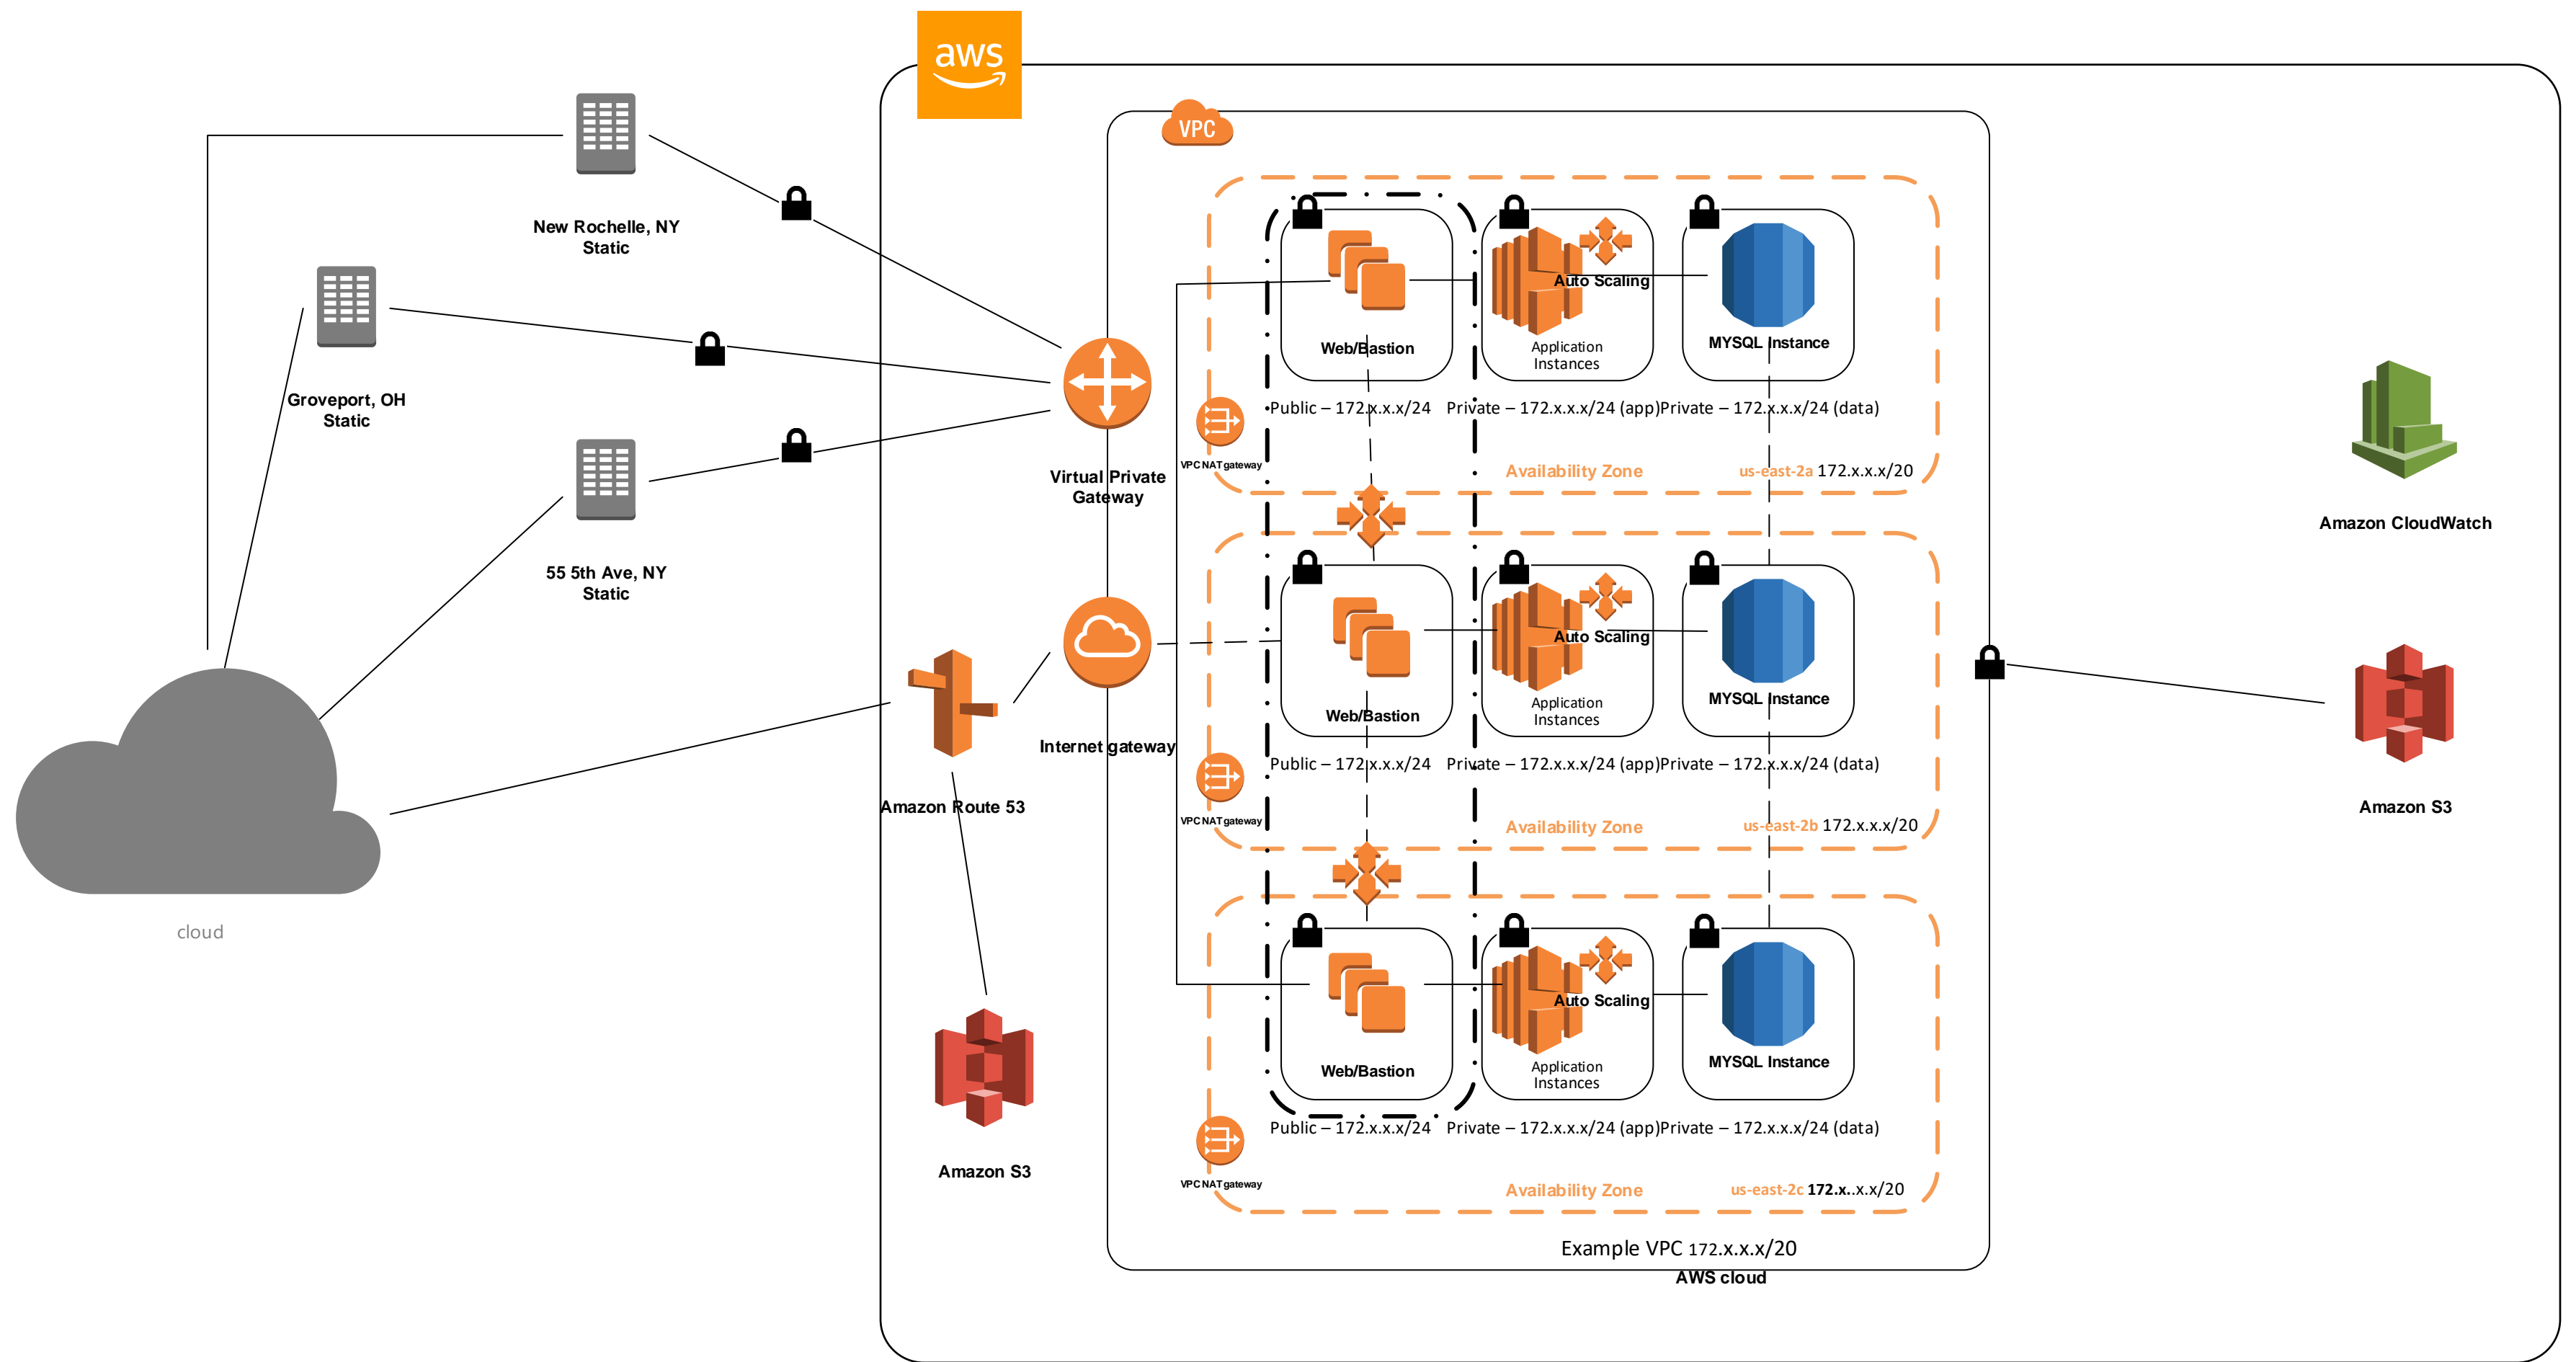 aws
VPC
New Rochelle, NY
Static
Groveport, OH
Static
55 5th Ave, NY
Static
cloud
Virtual Private
Gateway
Internet gateway
Amazon Route 53
Amazon S3
Web/Bastion
Auto Scaling
Application
Instances
MYSQL Instance
Public – 172.x.x.x/24
Private – 172.x.x.x/24 (app)
Private – 172.x.x.x/24 (data)
VPC NAT gateway
Availability Zone
us-east-2a 172.x.x.x/20
Web/Bastion
Auto Scaling
Application
Instances
MYSQL Instance
Public – 172.x.x.x/24
Private – 172.x.x.x/24 (app)
Private – 172.x.x.x/24 (data)
VPC NAT gateway
Availability Zone
us-east-2b 172.x.x.x/20
Web/Bastion
Auto Scaling
Application
Instances
MYSQL Instance
Public – 172.x.x.x/24
Private – 172.x.x.x/24 (app)
Private – 172.x.x.x/24 (data)
VPC NAT gateway
Availability Zone
us-east-2c 172.x..x.x/20
Example VPC 172.x.x.x/20
AWS cloud
Amazon CloudWatch
Amazon S3